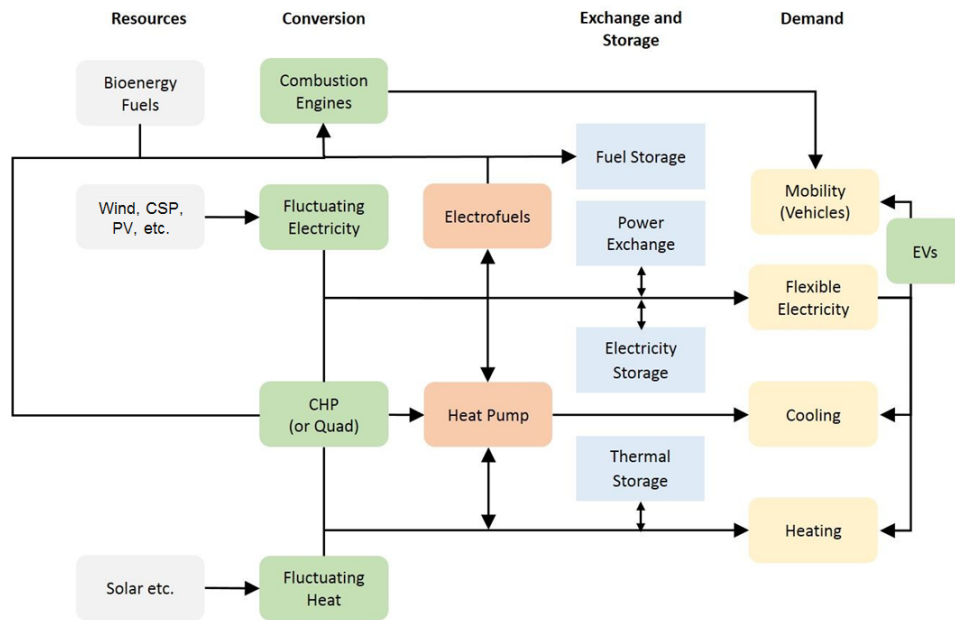 Resources
Conversion
Exchange and
Storage
Demand
Bioenergy
Fuels
Combustion
Engines
Fuel Storage
Mobility
(Vehicles)
Wind, CSP,
PV, etc.
Fluctuating
Electricity
Electrofuels
Power
Exchange
EVs
Flexible
Electricity
Electricity
Storage
CHP
(or Quad)
Heat Pump
Cooling
Thermal
Storage
Heating
Solar etc.
Fluctuating
Heat